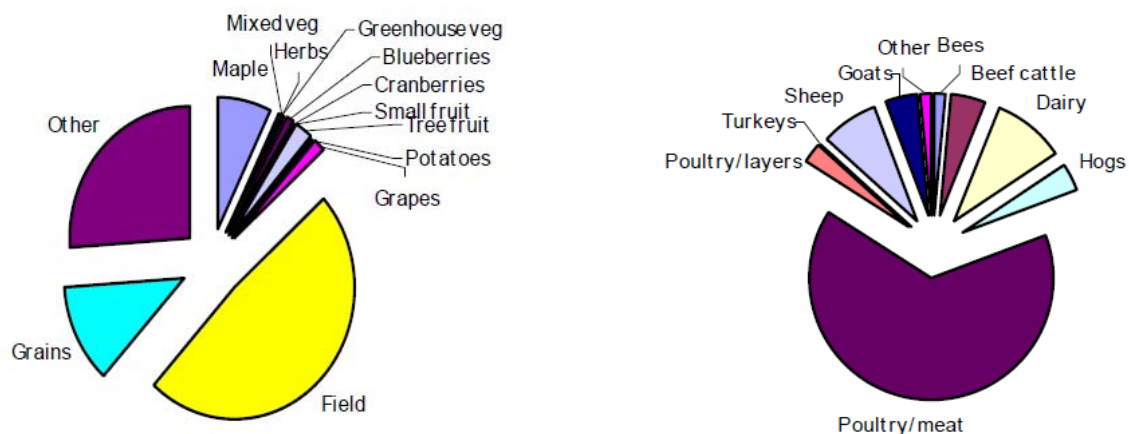 Mixed veg
Greenhouse veg
Herbs
Blueberries
Maple
Cranberries
Small fruit
Tree fruit
Other
Potatoes
Grapes
Grains
Field
Other
Bees
Goats
Beef cattle
Sheep
Dairy
Turkeys
Poultry/layers
Hogs
Poultry/meat